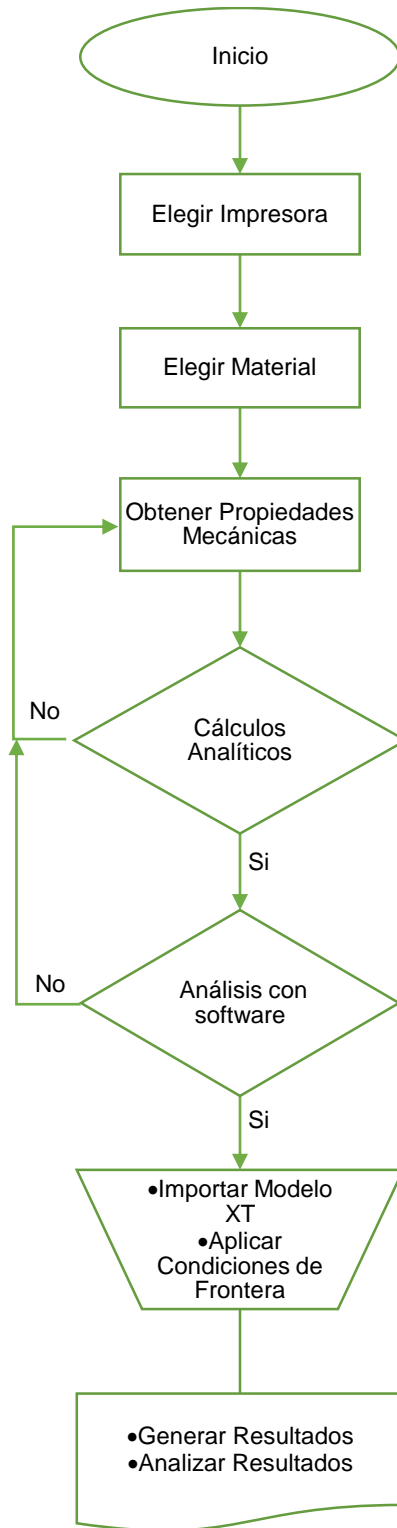 Inicio
Elegir Impresora
Elegir Material
Obtener Propiedades
Mecánicas
No
Cálculos
Analíticos
Si
No
Análisis con
software
Si
•Importar Modelo
XT
•Aplicar
Condiciones de
Frontera
•Generar Resultados
•Analizar Resultados